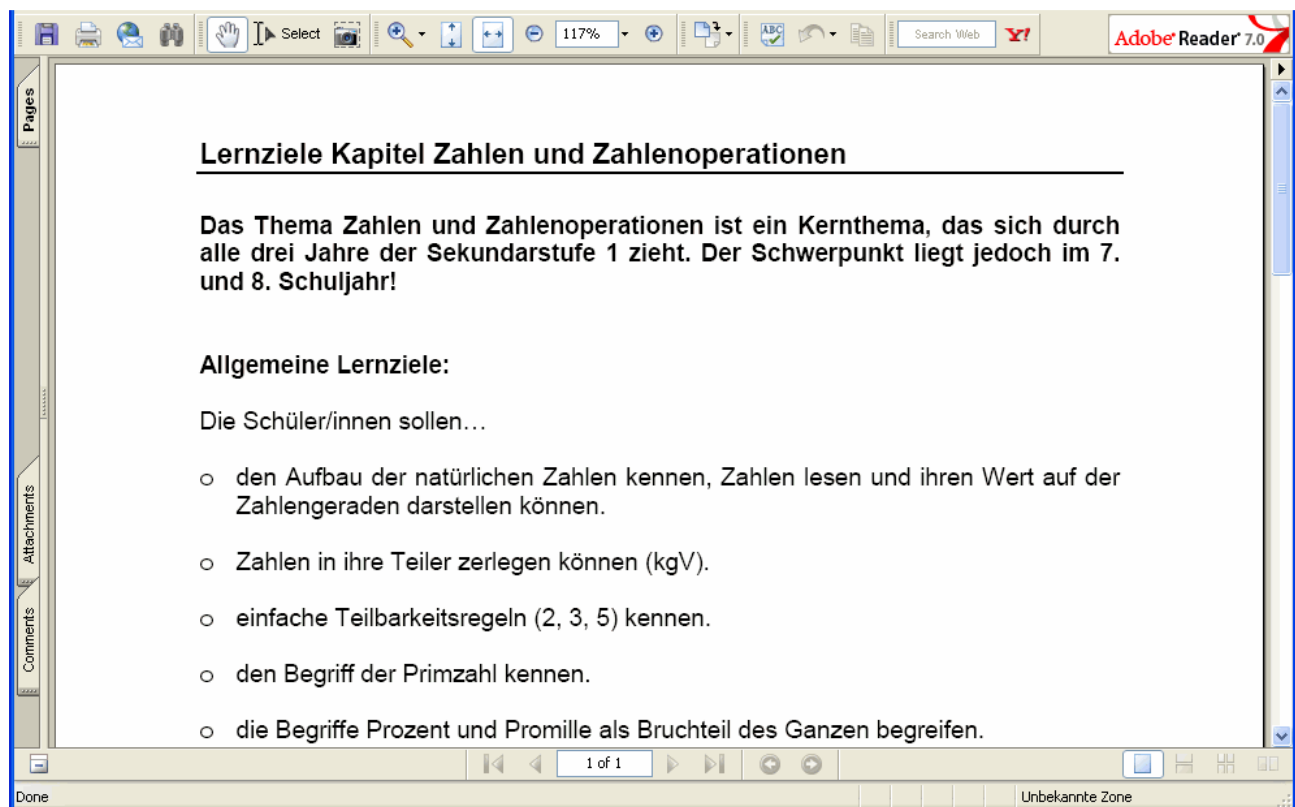 Select
117%
Search Web
Y!
Adobe Reader 7.0
Pages
Lernziele Kapitel Zahlen und Zahlenoperationen
Das Thema Zahlen und Zahlenoperationen ist ein Kernthema, das sich durch
alle drei Jahre der Sekundarstufe 1 zieht. Der Schwerpunkt liegt jedoch im 7.
und 8. Schuljahr!
Allgemeine Lernziele:
Die Schüler/innen sollen…
o den Aufbau der natürlichen Zahlen kennen, Zahlen lesen und ihren Wert auf der
Zahlengeraden darstellen können.
Attachments
o Zahlen in ihre Teiler zerlegen können (kgV).
o einfache Teilbarkeitsregeln (2, 3, 5) kennen.
Comments
o den Begriff der Primzahl kennen.
o die Begriffe Prozent und Promille als Bruchteil des Ganzen begreifen.
1 of 1
Done
Unbekannte Zone